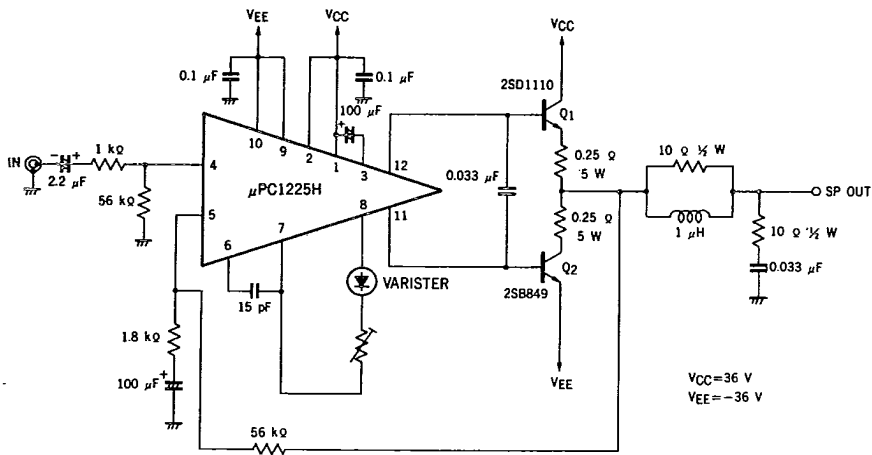 VEE
VCC
VCC
0.1 μF
0.1 μF
100 μF
+
2SD1110
Q1
10
9
2
1
3
12
IN
- +
2.2 μF
1 kΩ
4
56 kΩ
μPC1225H
0.033 μF
0.25 Ω
5 W
10 Ω ½ W
1 μH
SP OUT
5
6
7
8
11
0.25 Ω
5 W
10 Ω ½ W
0.033 μF
15 pF
VARISTER
Q2
2SB849
1.8 kΩ
100 μF
+
VEE
VCC=36 V
VEE=-36 V
56 kΩ